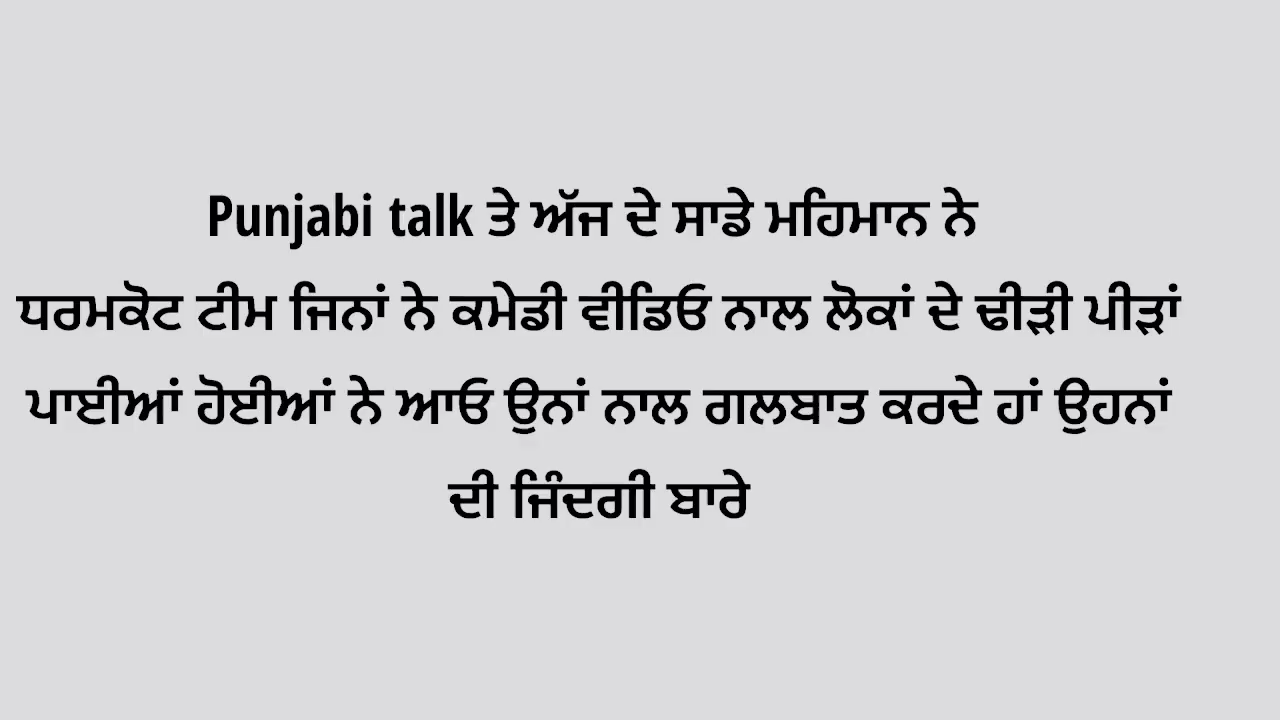 Punjabi talk ਤੇ ਅੱਜ ਦੇ ਸਾਡੇ ਮਹਿਮਾਨ ਨੇ
ਧਰਮਕੋਟ ਟੀਮ ਜਿਨਾਂ ਨੇ ਕਮੇਡੀ ਵੀਡਿਓ ਨਾਲ ਲੋਕਾਂ ਦੇ ਢੀੜੀ ਪੀੜਾਂ
ਪਾਈਆਂ ਹੋਈਆਂ ਨੇ ਆਓ ਉਨਾਂ ਨਾਲ ਗਲਬਾਤ ਕਰਦੇ ਹਾਂ ਉਹਨਾਂ
ਦੀ ਜਿੰਦਗੀ ਬਾਰੇ